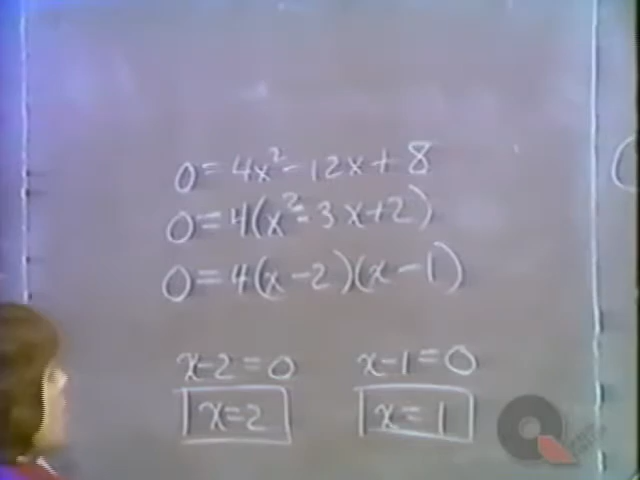 0=4x²-12x+8
0=4(x²-3x+2)
0=4(x-2)(x-1)
x-2=0 x-1=0
x=2 x=1